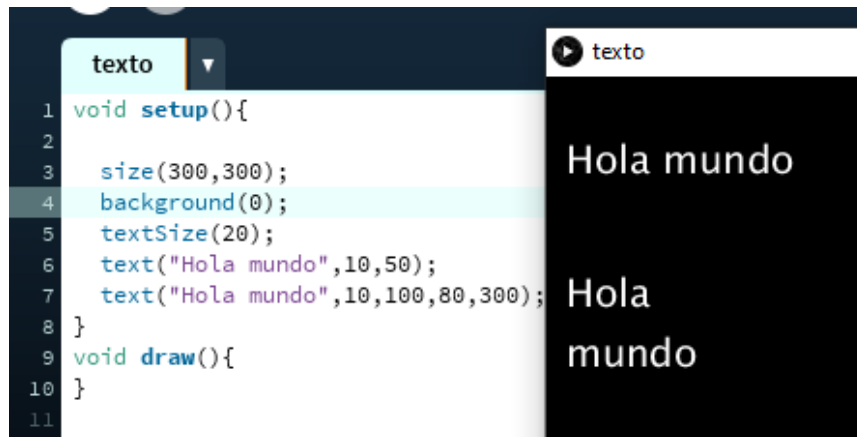 texto ▼
1 void setup(){
2
3   size(300,300);
4   background(0);
5   textSize(20);
6   text("Hola mundo",10,50);
7   text("Hola mundo",10,100,80,300);
8 }
9 void draw(){
10 }
11
texto
Hola mundo
Hola
mundo